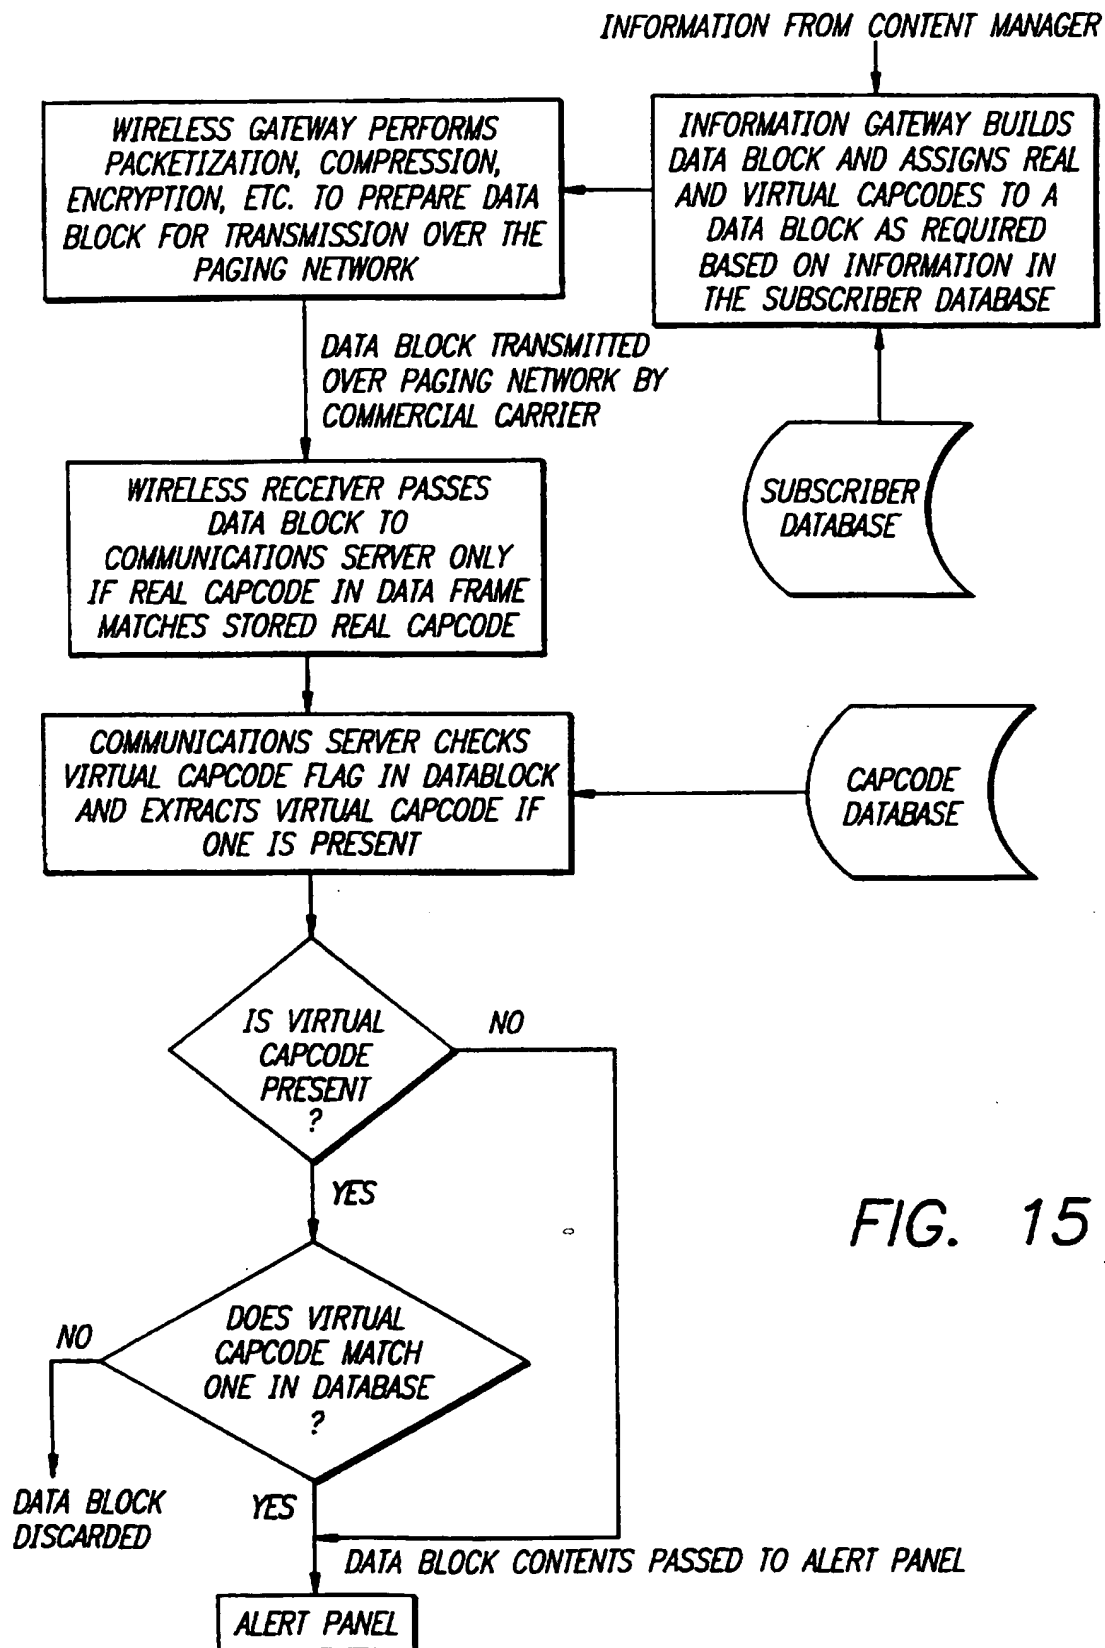 INFORMATION FROM CONTENT MANAGER
INFORMATION GATEWAY BUILDS
DATA BLOCK AND ASSIGNS REAL
AND VIRTUAL CAPCODES TO A
DATA BLOCK AS REQUIRED
BASED ON INFORMATION IN
THE SUBSCRIBER DATABASE
WIRELESS GATEWAY PERFORMS
PACKETIZATION, COMPRESSION,
ENCRYPTION, ETC. TO PREPARE DATA
BLOCK FOR TRANSMISSION OVER THE
PAGING NETWORK
DATA BLOCK TRANSMITTED
OVER PAGING NETWORK BY
COMMERCIAL CARRIER
SUBSCRIBER
DATABASE
WIRELESS RECEIVER PASSES
DATA BLOCK TO
COMMUNICATIONS SERVER ONLY
IF REAL CAPCODE IN DATA FRAME
MATCHES STORED REAL CAPCODE
COMMUNICATIONS SERVER CHECKS
VIRTUAL CAPCODE FLAG IN DATABLOCK
AND EXTRACTS VIRTUAL CAPCODE IF
ONE IS PRESENT
CAPCODE
DATABASE
IS VIRTUAL
CAPCODE
PRESENT
?
NO
YES
FIG. 15
DOES VIRTUAL
CAPCODE MATCH
ONE IN DATABASE
?
NO
DATA BLOCK
DISCARDED
YES
DATA BLOCK CONTENTS PASSED TO ALERT PANEL
ALERT PANEL